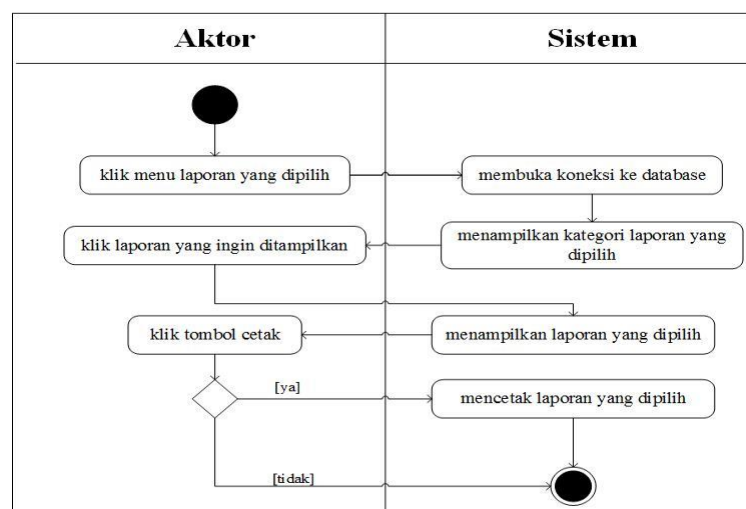 Aktor
Sistem
klik menu laporan yang dipilih
membuka koneksi ke database
menampilkan kategori laporan yang
dipilih
klik laporan yang ingin ditampilkan
menampilkan laporan yang dipilih
klik tombol cetak
[ya]
mencetak laporan yang dipilih
[tidak]